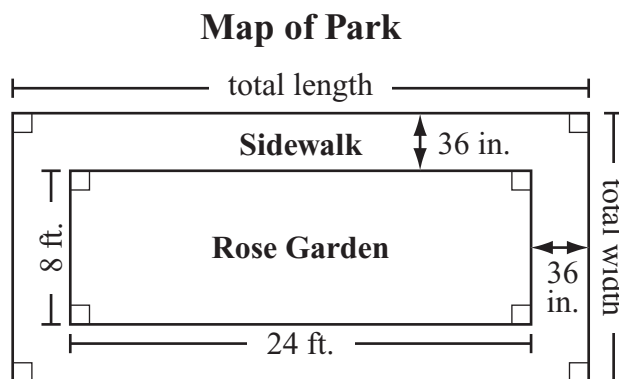 Map of Park
total length
Sidewalk
36 in.
8 ft.
Rose Garden
36
in.
total width
24 ft.